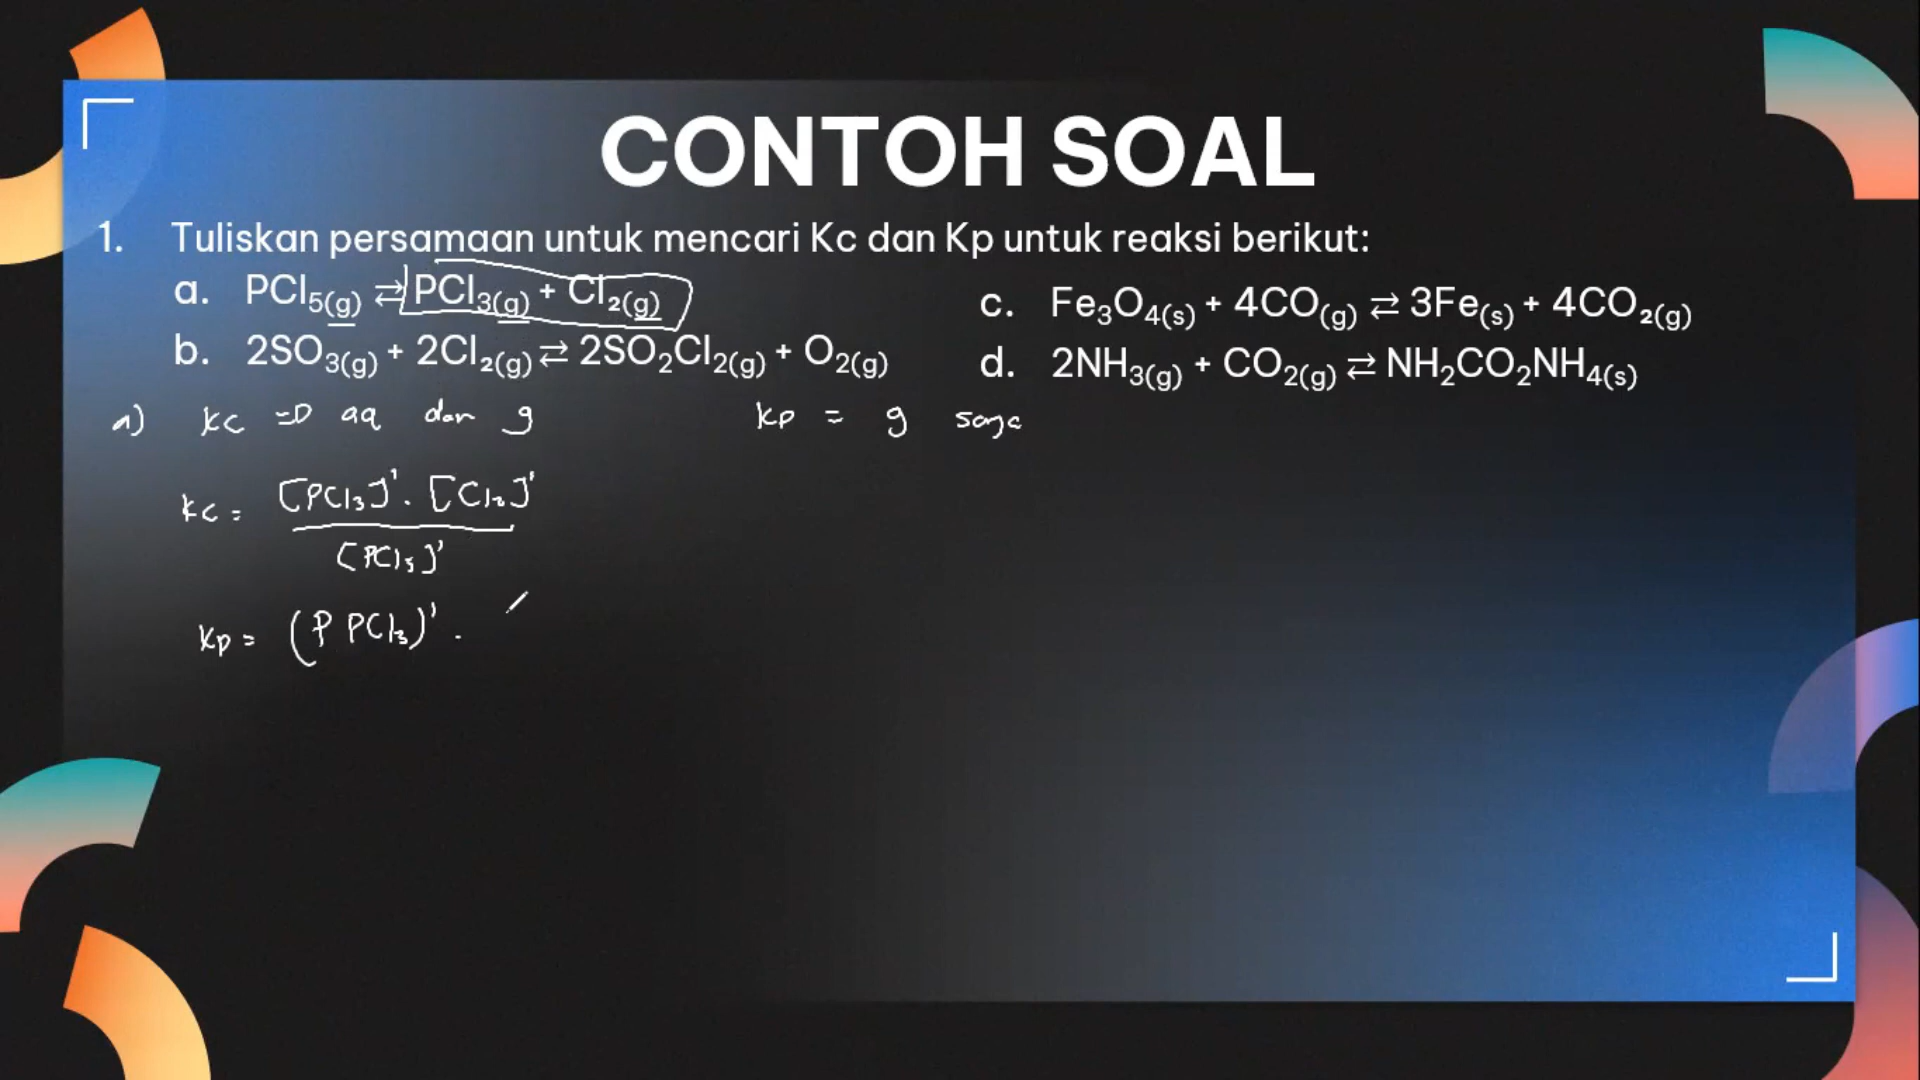 CONTOH SOAL
1. Tuliskan persamaan untuk mencari Kc dan Kp untuk reaksi berikut:
a. PCl₅₍g₎ ⇄ PCl₃₍g₎ + Cl₂₍g₎
b. 2SO₃₍g₎ + 2Cl₂₍g₎ ⇄ 2SO₂Cl₂₍g₎ + O₂₍g₎
c. Fe₃O₄₍s₎ + 4CO₍g₎ ⇄ 3Fe₍s₎ + 4CO₂₍g₎
d. 2NH₃₍g₎ + CO₂₍g₎ ⇄ NH₂CO₂NH₄₍s₎
a) Kc => aq dan g
Kp = g saja
Kc = [PCl₃]¹ . [Cl₂]¹
[PCl₅]¹
Kp = (P PCl₃)¹ .